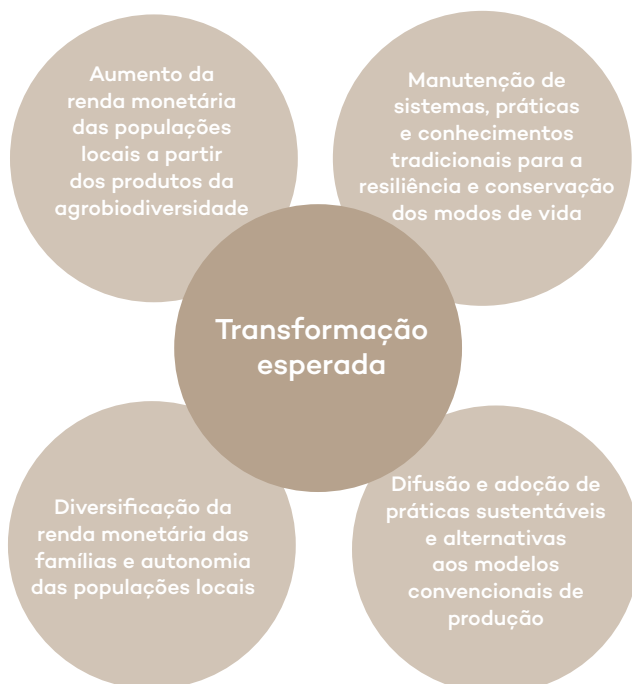 Aumento da
renda monetária
das populações
locais a partir
dos produtos da
agrobiodiversidade
Manutenção de
sistemas, práticas
e conhecimentos
tradicionais para a
resiliência e conservação
dos modos de vida
Transformação
esperada
Diversificação da
renda monetária das
famílias e autonomia
das populações locais
Difusão e adoção de
práticas sustentáveis
e alternativas
aos modelos
convencionais de
produção